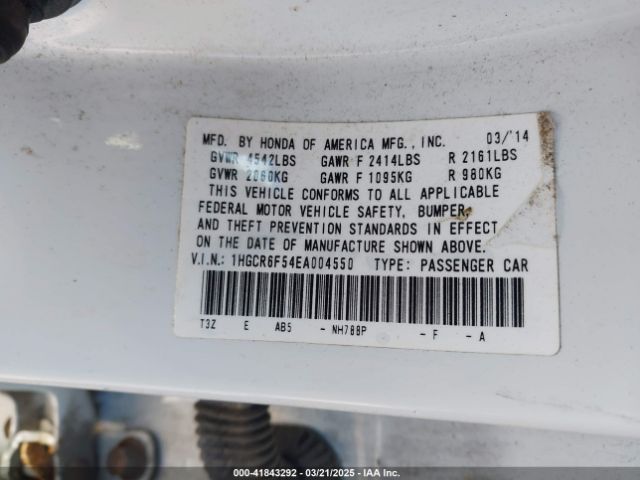 MFD. BY HONDA OF AMERICA MFG., INC. 03/'14
GVWR 4542LBS GAWR F 2414LBS R 2161LBS
GVWR 2060KG GAWR F 1095KG R 980KG
THIS VEHICLE CONFORMS TO ALL APPLICABLE
FEDERAL MOTOR VEHICLE SAFETY, BUMPER,
AND THEFT PREVENTION STANDARDS IN EFFECT
ON THE DATE OF MANUFACTURE SHOWN ABOVE.
V.I.N.: 1HGCR6F54EA004550 TYPE: PASSENGER CAR
T3Z E AB5 - NH788P - F - A
000-41843292 - 03/21/2025 - IAA Inc.